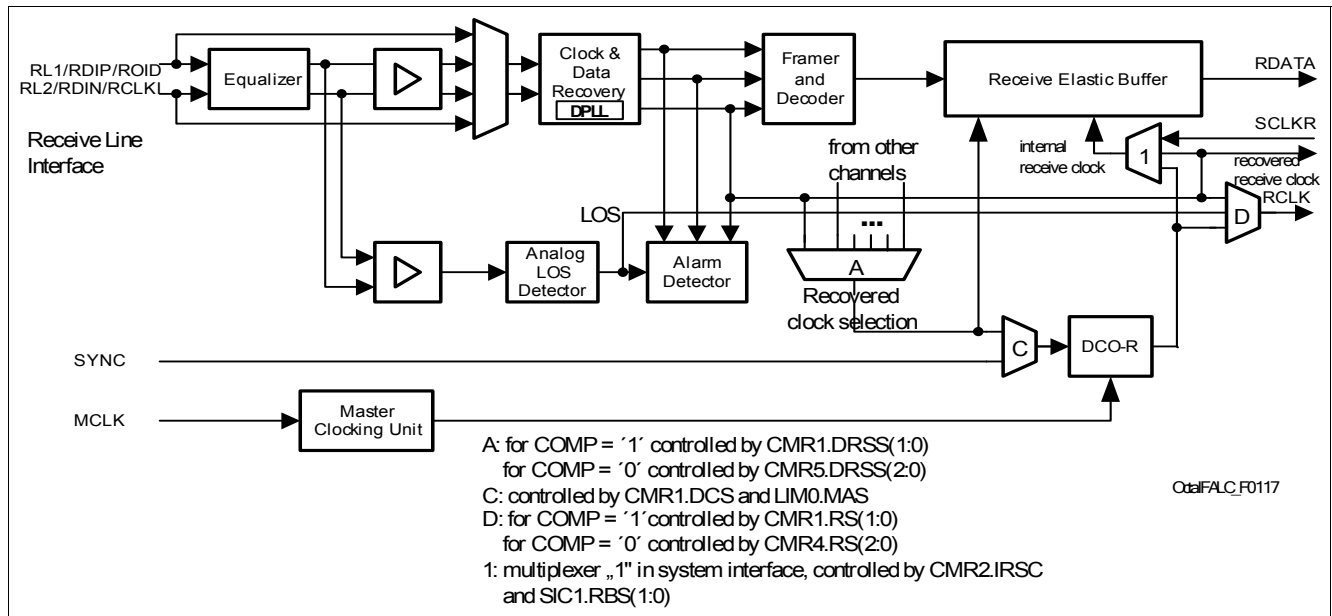 RL1/RDIP/ROID
RL2/RDIN/RCLKI
Receive Line
Interface
Equalizer
Clock &
Data
Recovery
DPLL
Framer
and
Decoder
Receive Elastic Buffer
RDATA
SCLKR
internal
receive clock
1
recovered
receive clock
RCLK
D
from other
channels
...
LOS
Analog
LOS
Detector
Alarm
Detector
A
Recovered
clock selection
C
DCO-R
SYNC
MCLK
Master
Clocking Unit
A: for COMP = ´1´ controlled by CMR1.DRSS(1:0)
for COMP = ´0´ controlled by CMR5.DRSS(2:0)
C: controlled by CMR1.DCS and LIM0.MAS
D: for COMP = ´1´controlled by CMR1.RS(1:0)
for COMP = ´0´ controlled by CMR4.RS(2:0)
1: multiplexer „1" in system interface, controlled by CMR2.IRSC
and SIC1.RBS(1:0)
OctalFALC_F0117